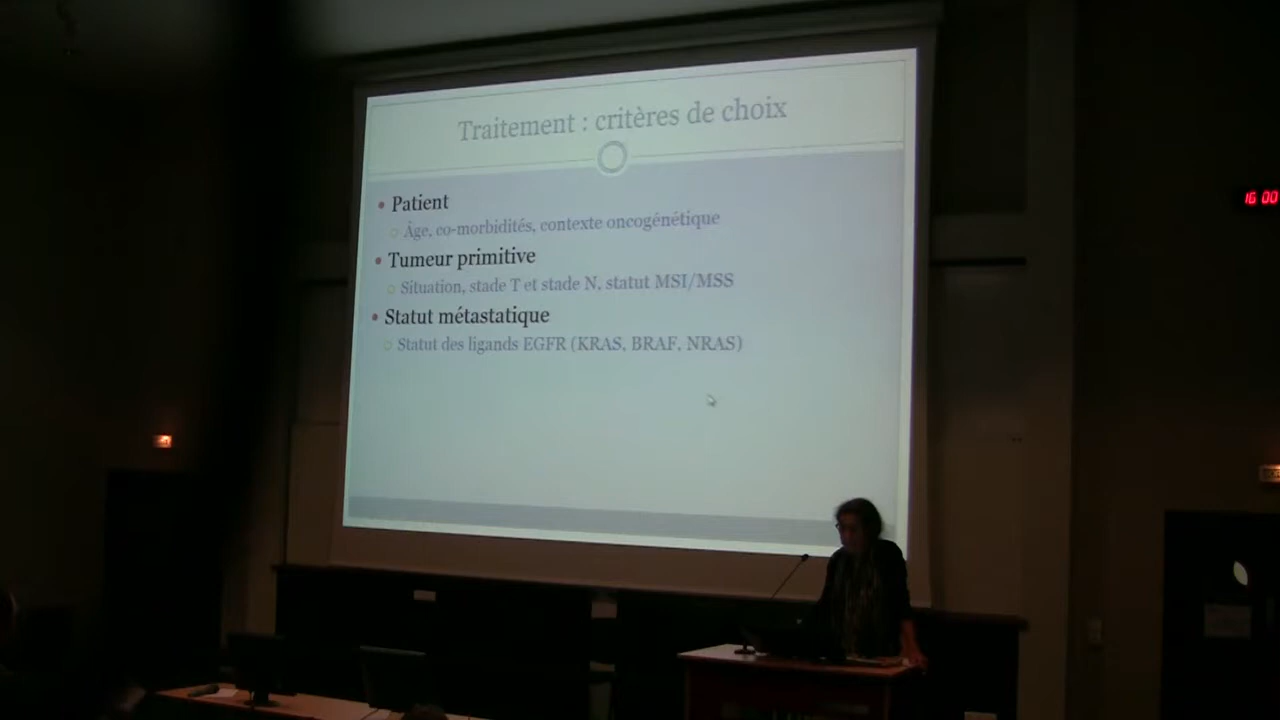 Traitement : critères de choix
• Patient
Âge, co-morbidités, contexte oncogénétique
• Tumeur primitive
Situation, stade T et stade N, statut MSI/MSS
• Statut métastatique
Statut des ligands EGFR (KRAS, BRAF, NRAS)
16 00